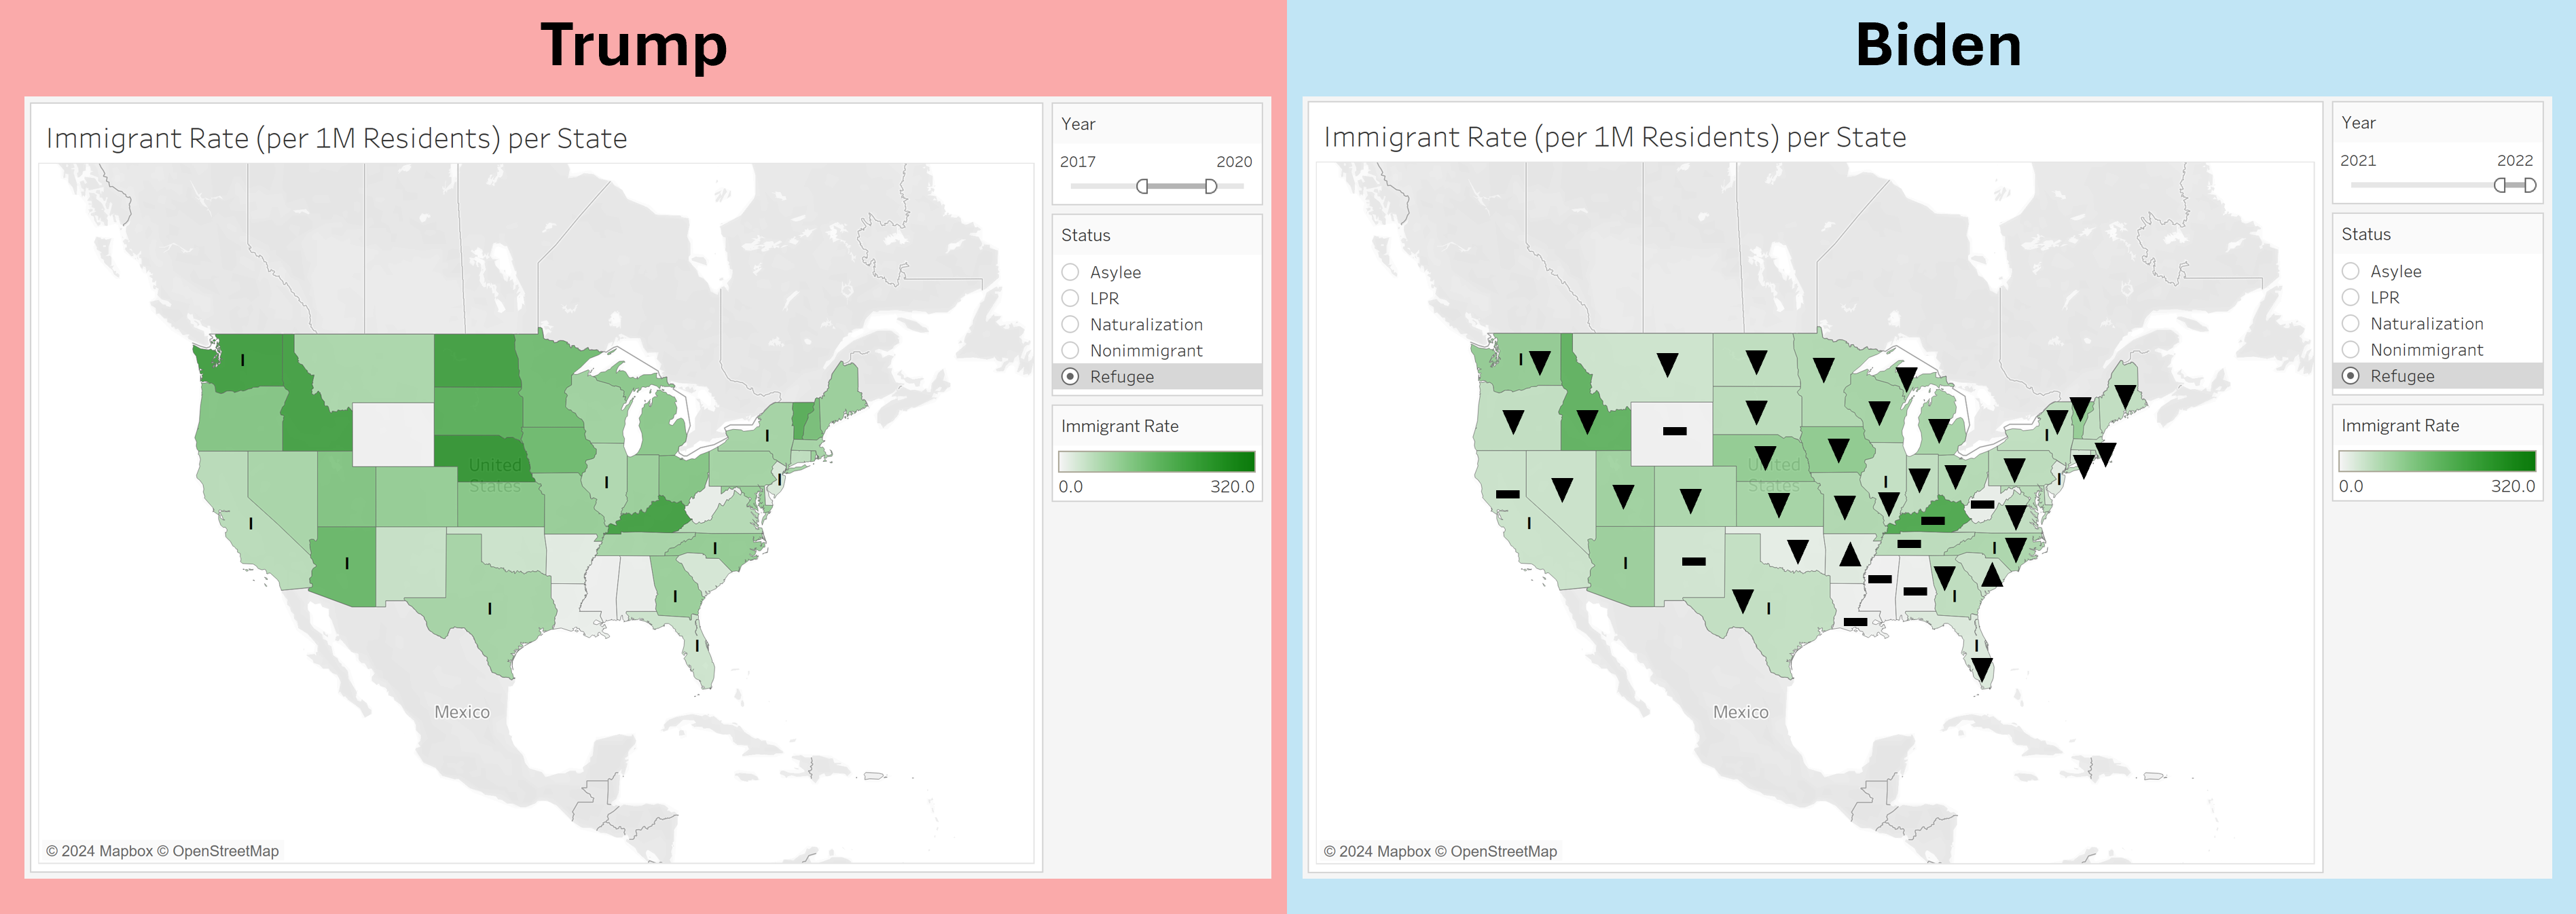 Trump
Immigrant Rate (per 1M Residents) per State
Year
2017 2020
Status
Asylee
LPR
Naturalization
Nonimmigrant
Refugee
Immigrant Rate
0.0 320.0
United
States
Mexico
© 2024 Mapbox © OpenStreetMap
Biden
Immigrant Rate (per 1M Residents) per State
Year
2021 2022
Status
Asylee
LPR
Naturalization
Nonimmigrant
Refugee
Immigrant Rate
0.0 320.0
United
States
Mexico
© 2024 Mapbox © OpenStreetMap